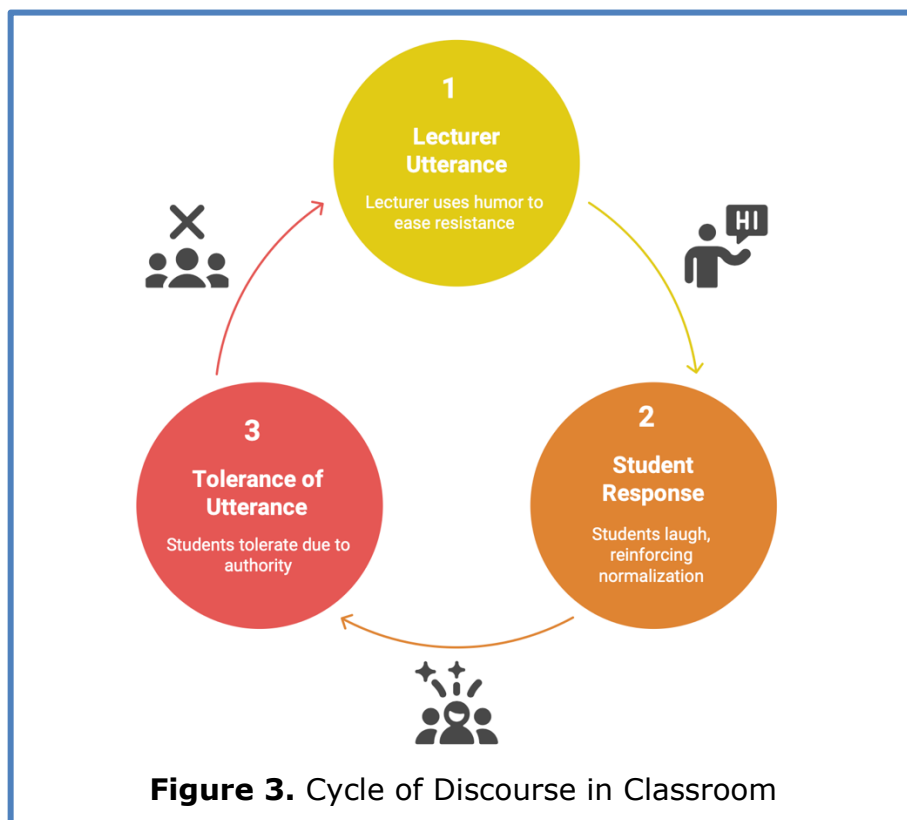 1
Lecturer
Utterance
Lecturer uses humor to
ease resistance
HI
2
Student
Response
Students laugh,
reinforcing
normalization
3
Tolerance of
Utterance
Students tolerate due to
authority
Figure 3. Cycle of Discourse in Classroom